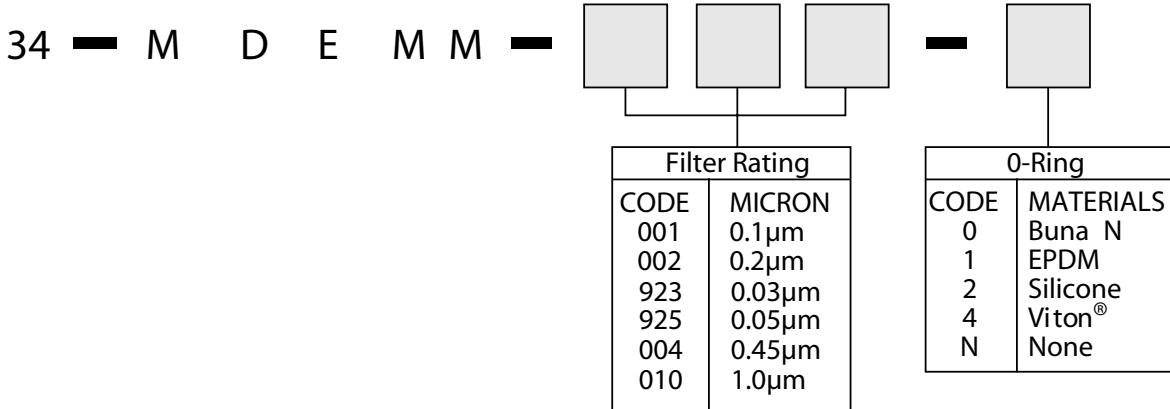 34 — M D E M M — —
Filter Rating
CODE MICRON
001 0.1µm
002 0.2µm
923 0.03µm
925 0.05µm
004 0.45µm
010 1.0µm
0-Ring
CODE MATERIALS
0 Buna N
1 EPDM
2 Silicone
4 Viton®
N None